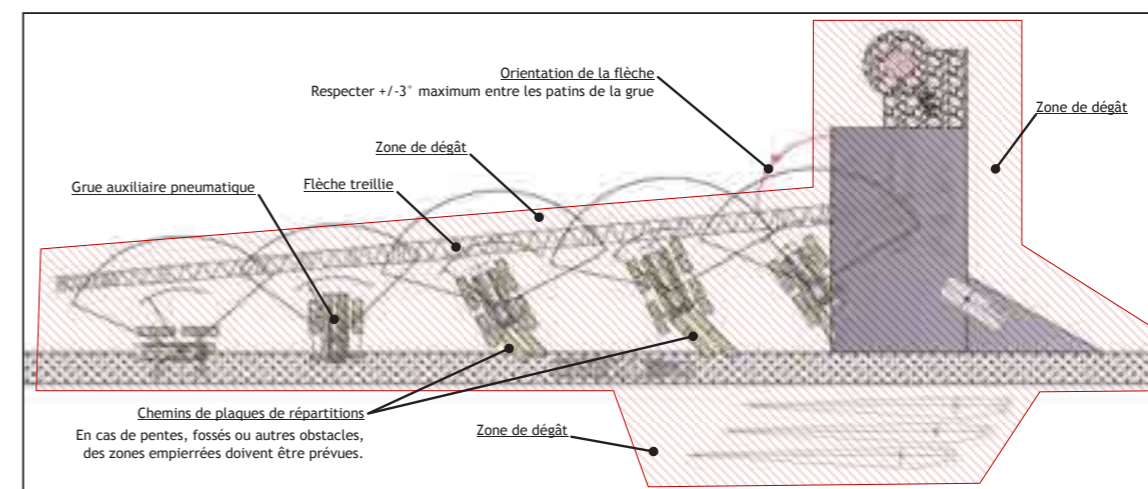 Orientation de la flèche
Respecter +/-3° maximum entre les patins de la grue
Zone de dégât
Zone de dégât
Grue auxiliaire pneumatique
Flèche treillie
Chemins de plaques de répartitions
En cas de pentes, fossés ou autres obstacles,
des zones empierrées doivent être prévues.
Zone de dégât